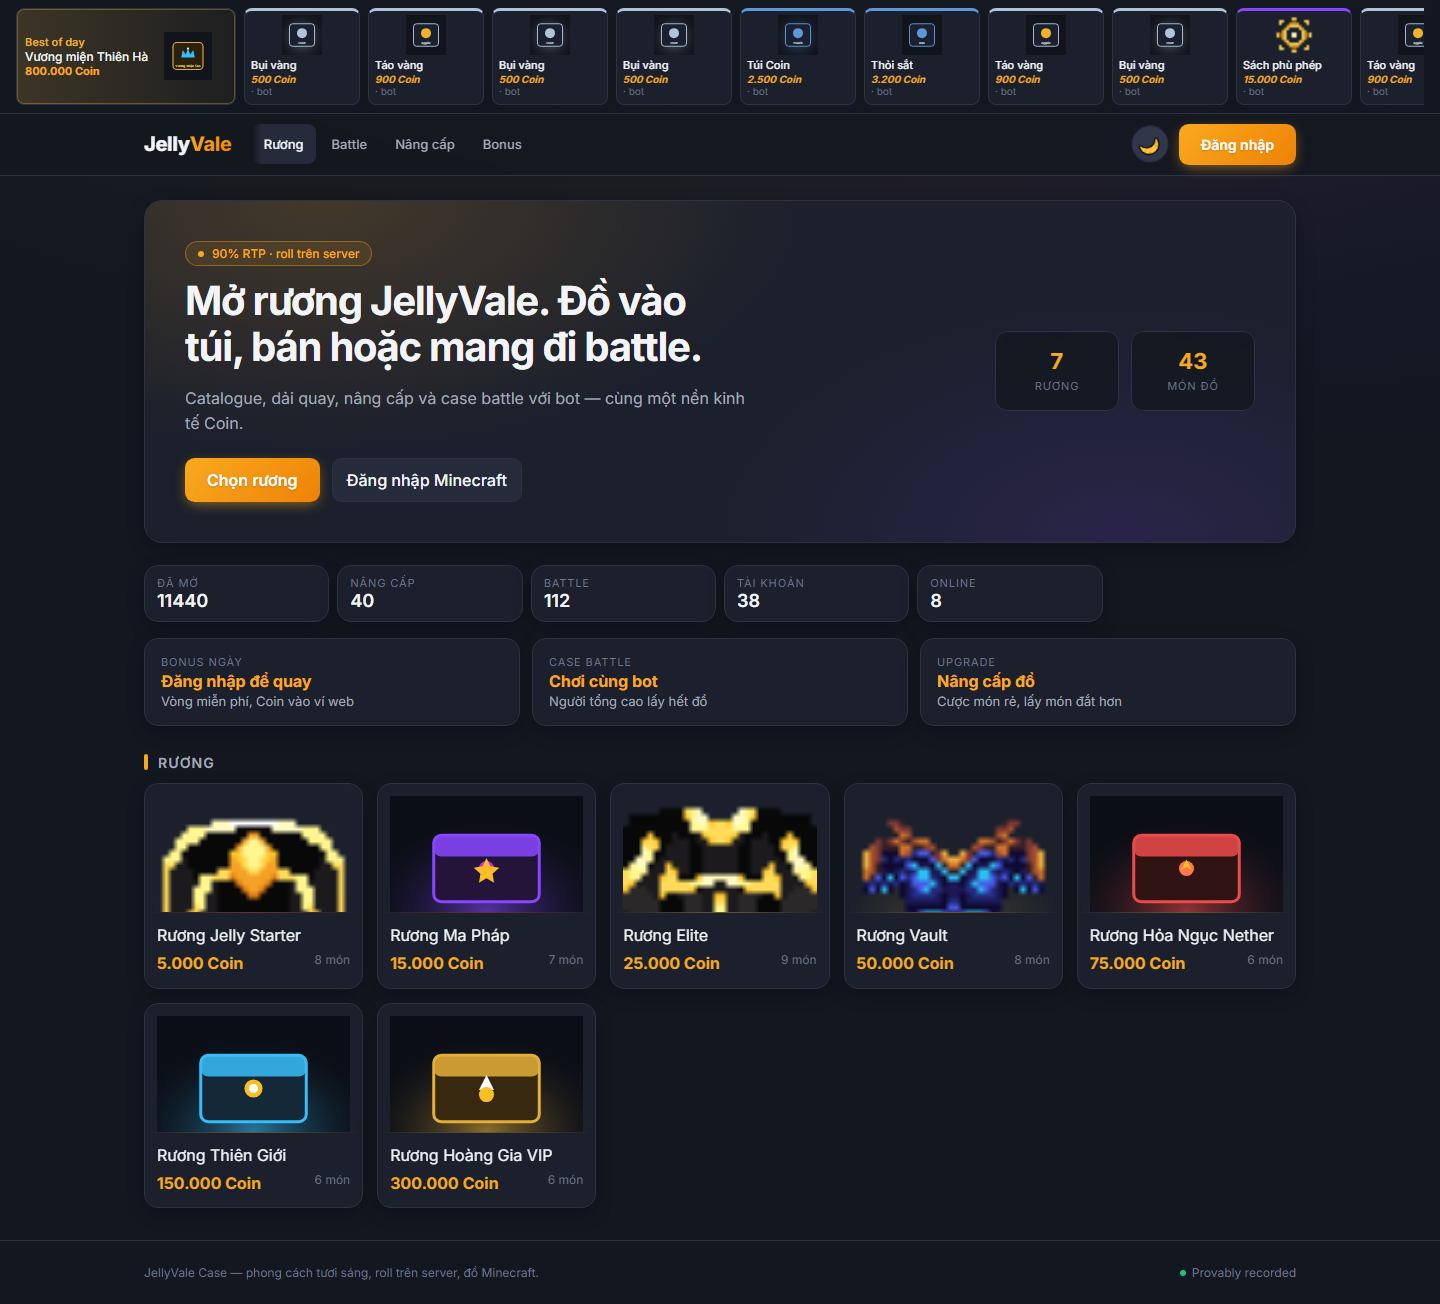 Best of day
Vương miện Thiên Hà
800.000 Coin
Bụi vàng
500 Coin
· bot
Táo vàng
900 Coin
· bot
Bụi vàng
500 Coin
· bot
Bụi vàng
500 Coin
· bot
Túi Coin
2.500 Coin
· bot
Thỏi sắt
3.200 Coin
· bot
Táo vàng
900 Coin
· bot
Bụi vàng
500 Coin
· bot
Sách phù phép
15.000 Coin
· bot
Táo vàng
900 Coin
· bot
JellyVale
Rương
Battle
Nâng cấp
Bonus
Đăng nhập
90% RTP · roll trên server
Mở rương JellyVale. Đồ vào
túi, bán hoặc mang đi battle.
Catalogue, dải quay, nâng cấp và case battle với bot — cùng một nền kinh
tế Coin.
Chọn rương
Đăng nhập Minecraft
7
RƯƠNG
43
MÓN ĐỒ
ĐÃ MỞ
11440
NÂNG CẤP
40
BATTLE
112
TÀI KHOẢN
38
ONLINE
8
BONUS NGÀY
Đăng nhập để quay
Vòng miễn phí, Coin vào ví web
CASE BATTLE
Chơi cùng bot
Người tổng cao lấy hết đồ
UPGRADE
Nâng cấp đồ
Cược món rẻ, lấy món đắt hơn
RƯƠNG
Rương Jelly Starter
5.000 Coin
8 món
Rương Ma Pháp
15.000 Coin
7 món
Rương Elite
25.000 Coin
9 món
Rương Vault
50.000 Coin
8 món
Rương Hỏa Ngục Nether
75.000 Coin
6 món
Rương Thiên Giới
150.000 Coin
6 món
Rương Hoàng Gia VIP
300.000 Coin
6 món
JellyVale Case — phong cách tươi sáng, roll trên server, đồ Minecraft.
Provably recorded